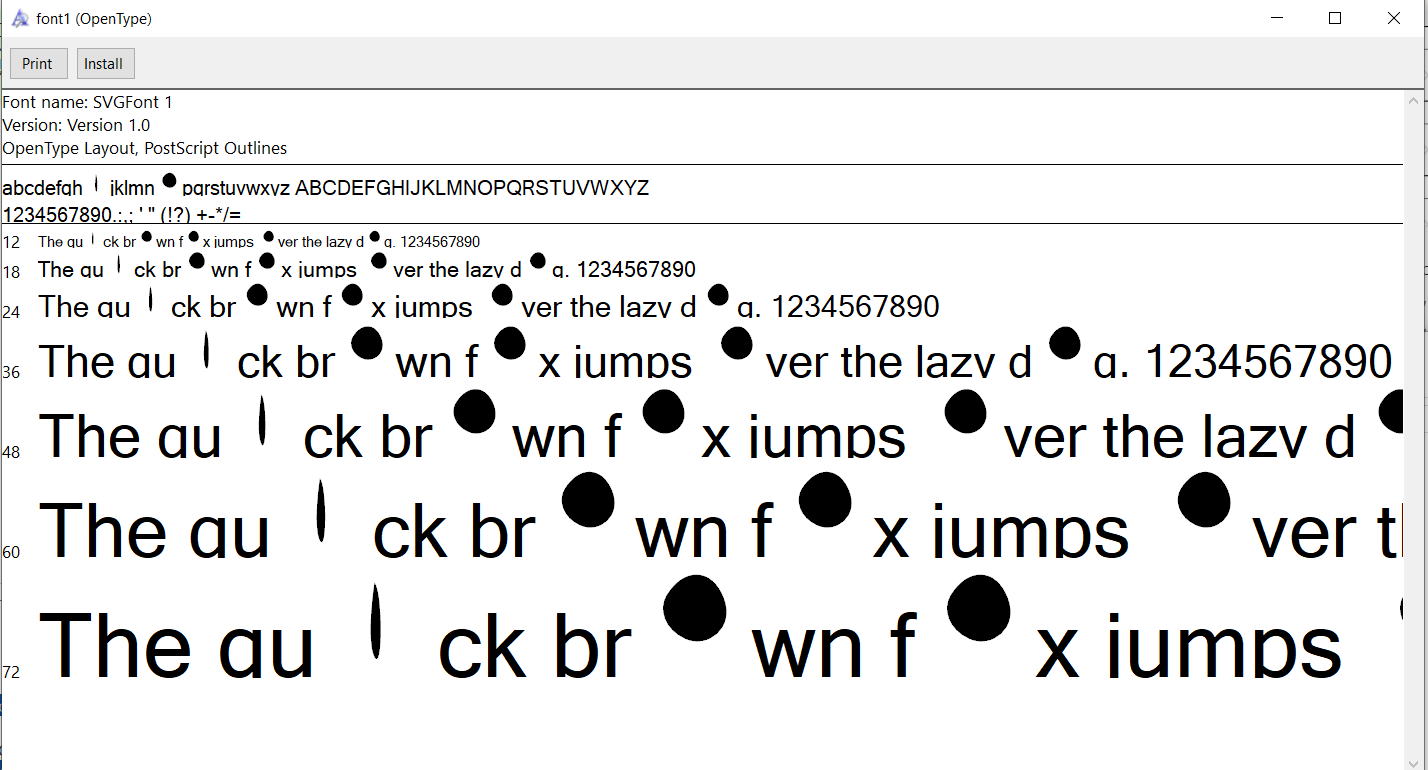 font1 (OpenType)
Print Install
Font name: SVGFont 1
Version: Version 1.0
OpenType Layout, PostScript Outlines
abcdefgh jklmn pqrstuvwxyz ABCDEFGHIJKLMNOPQRSTUVWXYZ
1234567890.:,; ' " (!?) +-*/=
12 The qu ck br wn f x jumps ver the lazy d g. 1234567890
18 The qu ck br wn f x jumps ver the lazy d g. 1234567890
24 The qu ck br wn f x jumps ver the lazy d g. 1234567890
36 The qu ck br wn f x jumps ver the lazy d g. 1234567890
48 The qu ck br wn f x jumps ver the lazy d
60 The qu ck br wn f x jumps ver t
72 The qu ck br wn f x jumps